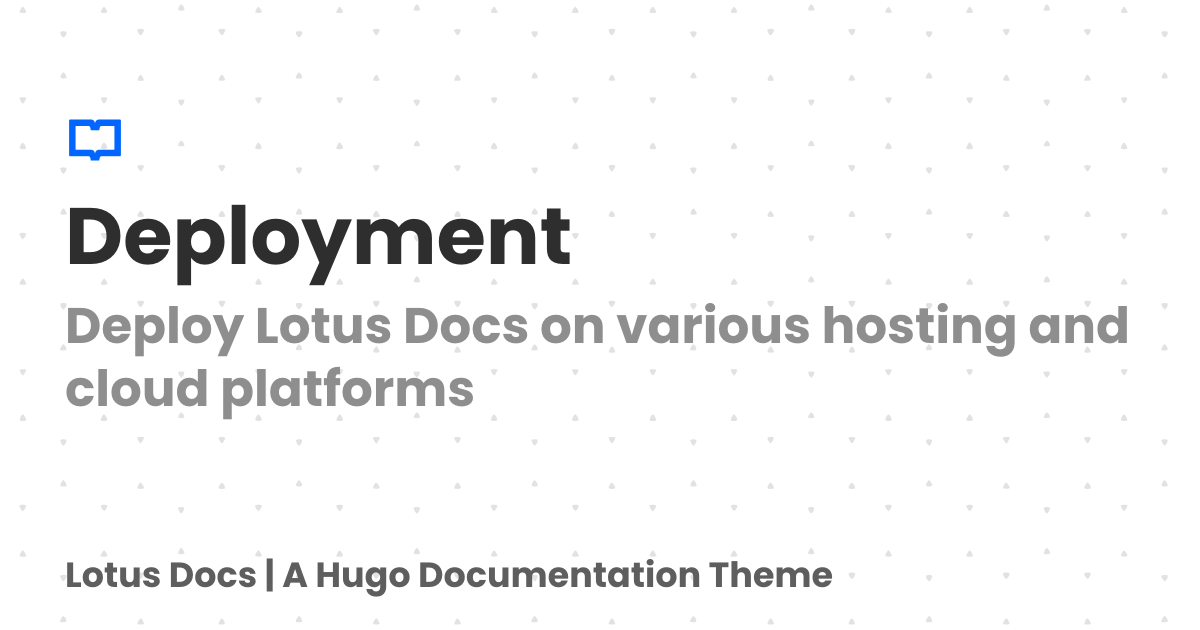 Deployment
Deploy Lotus Docs on various hosting and
cloud platforms
Lotus Docs | A Hugo Documentation Theme